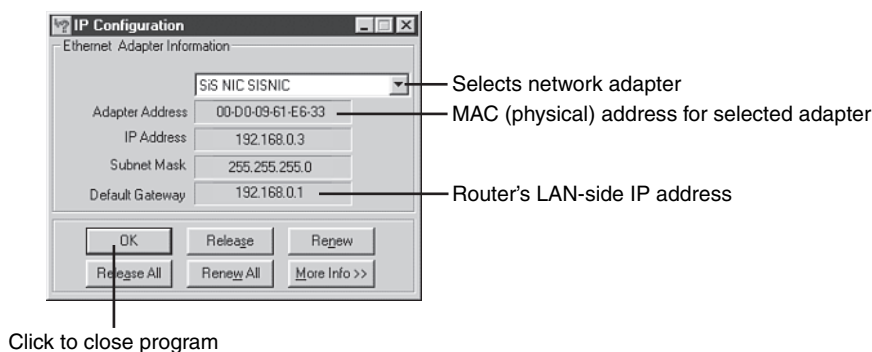 IP Configuration
Ethernet Adapter Information
SiS NIC SISNIC
Selects network adapter
Adapter Address 00-D0-09-61-E6-33
MAC (physical) address for selected adapter
IP Address 192.168.0.3
Subnet Mask 255.255.255.0
Default Gateway 192.168.0.1
Router's LAN-side IP address
OK Release Renew
Release All Renew All More Info >>
Click to close program